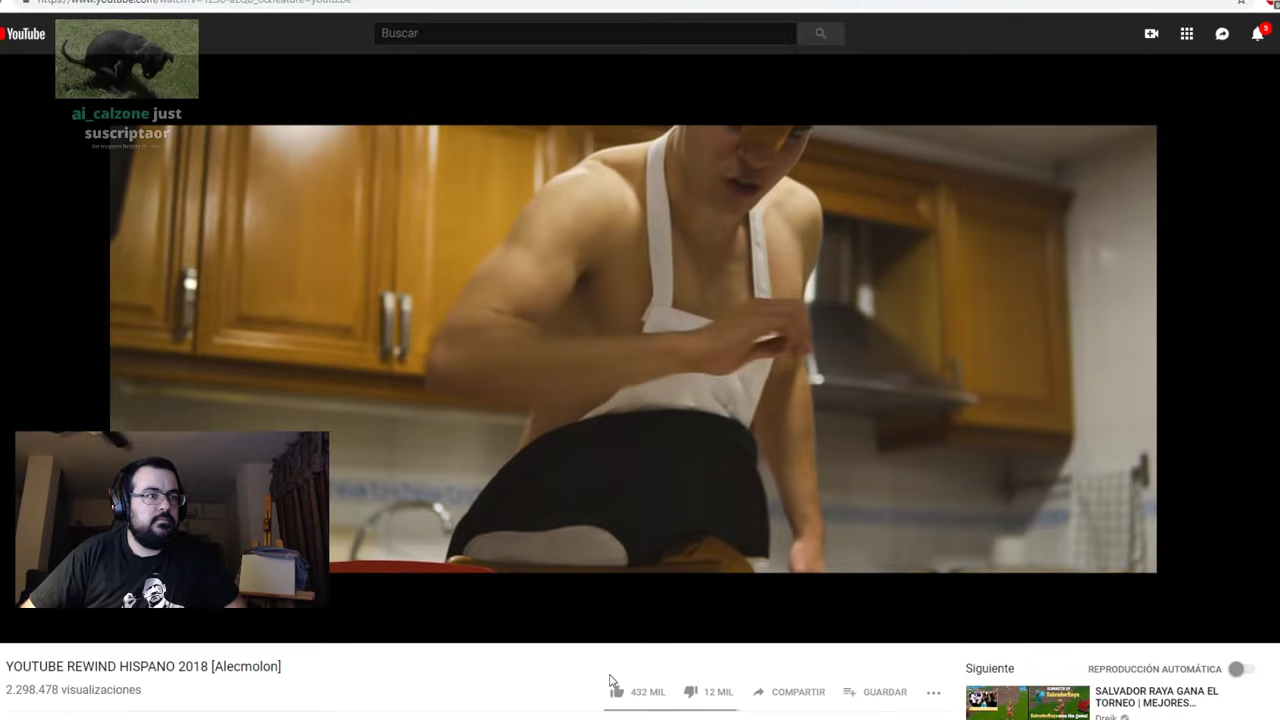 YouTube
Buscar
5
ai_calzone just
suscriptaor
YOUTUBE REWIND HISPANO 2018 [Alecmolon]
2.298.478 visualizaciones
432 MIL
12 MIL
COMPARTIR
GUARDAR
Siguiente
REPRODUCCIÓN AUTOMÁTICA
SALVADOR RAYA GANA EL
TORNEO | MEJORES...